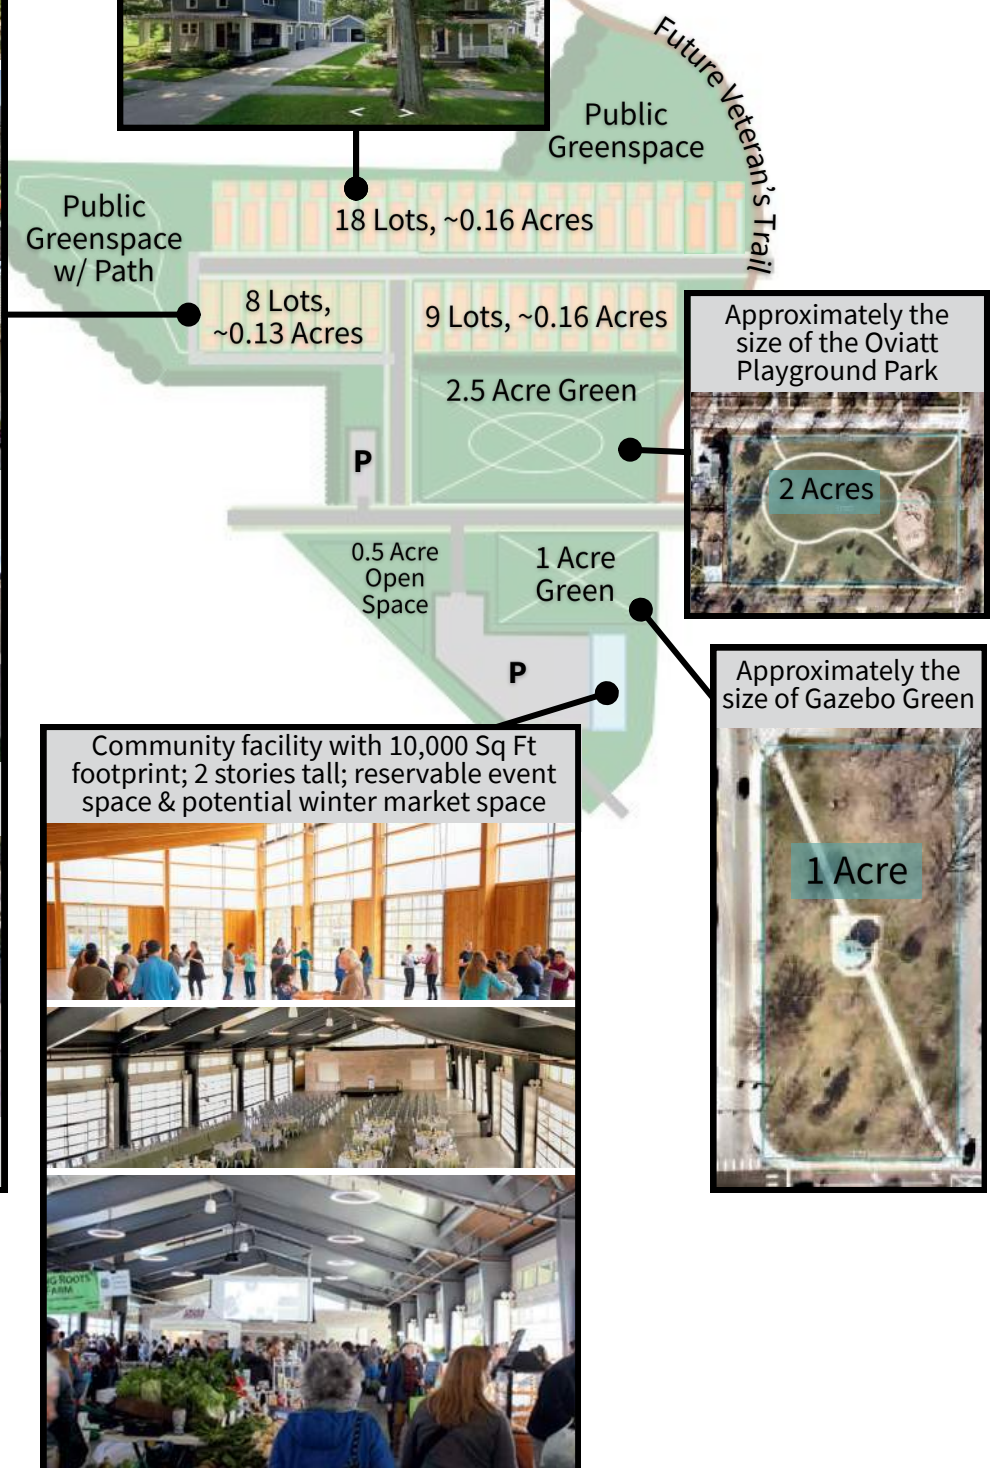 Future Veteran's Trail
Public
Greenspace
18 Lots, ~0.16 Acres
Public
Greenspace
w/ Path
8 Lots,
~0.13 Acres
9 Lots, ~0.16 Acres
2.5 Acre Green
P
Approximately the
size of the Oviatt
Playground Park
2 Acres
0.5 Acre
Open
Space
1 Acre
Green
P
Approximately the
size of Gazebo Green
1 Acre
Community facility with 10,000 Sq Ft
footprint; 2 stories tall; reservable event
space & potential winter market space
ROOTS
FARM